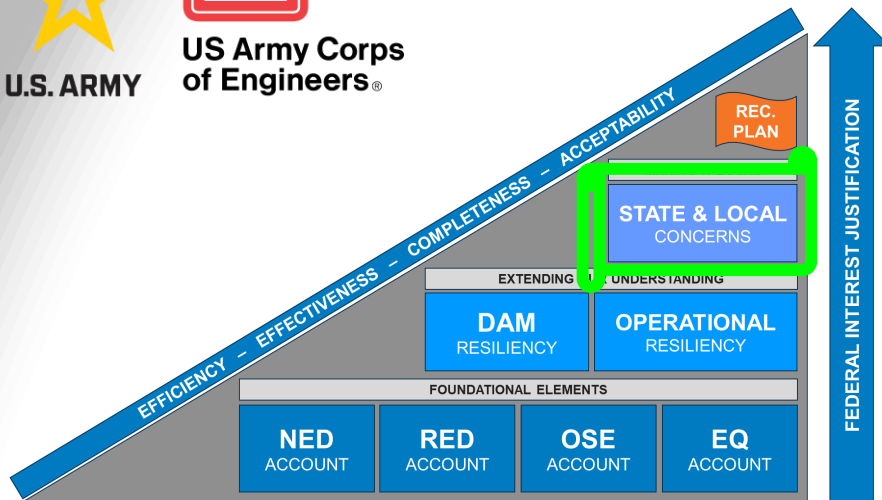 U.S. ARMY
US Army Corps
of Engineers®
EFFICIENCY – EFFECTIVENESS – COMPLETENESS – ACCEPTABILITY
REC.
PLAN
STATE & LOCAL
CONCERNS
EXTENDING UNDERSTANDING
DAM
RESILIENCY
OPERATIONAL
RESILIENCY
FOUNDATIONAL ELEMENTS
NED
ACCOUNT
RED
ACCOUNT
OSE
ACCOUNT
EQ
ACCOUNT
FEDERAL INTEREST JUSTIFICATION